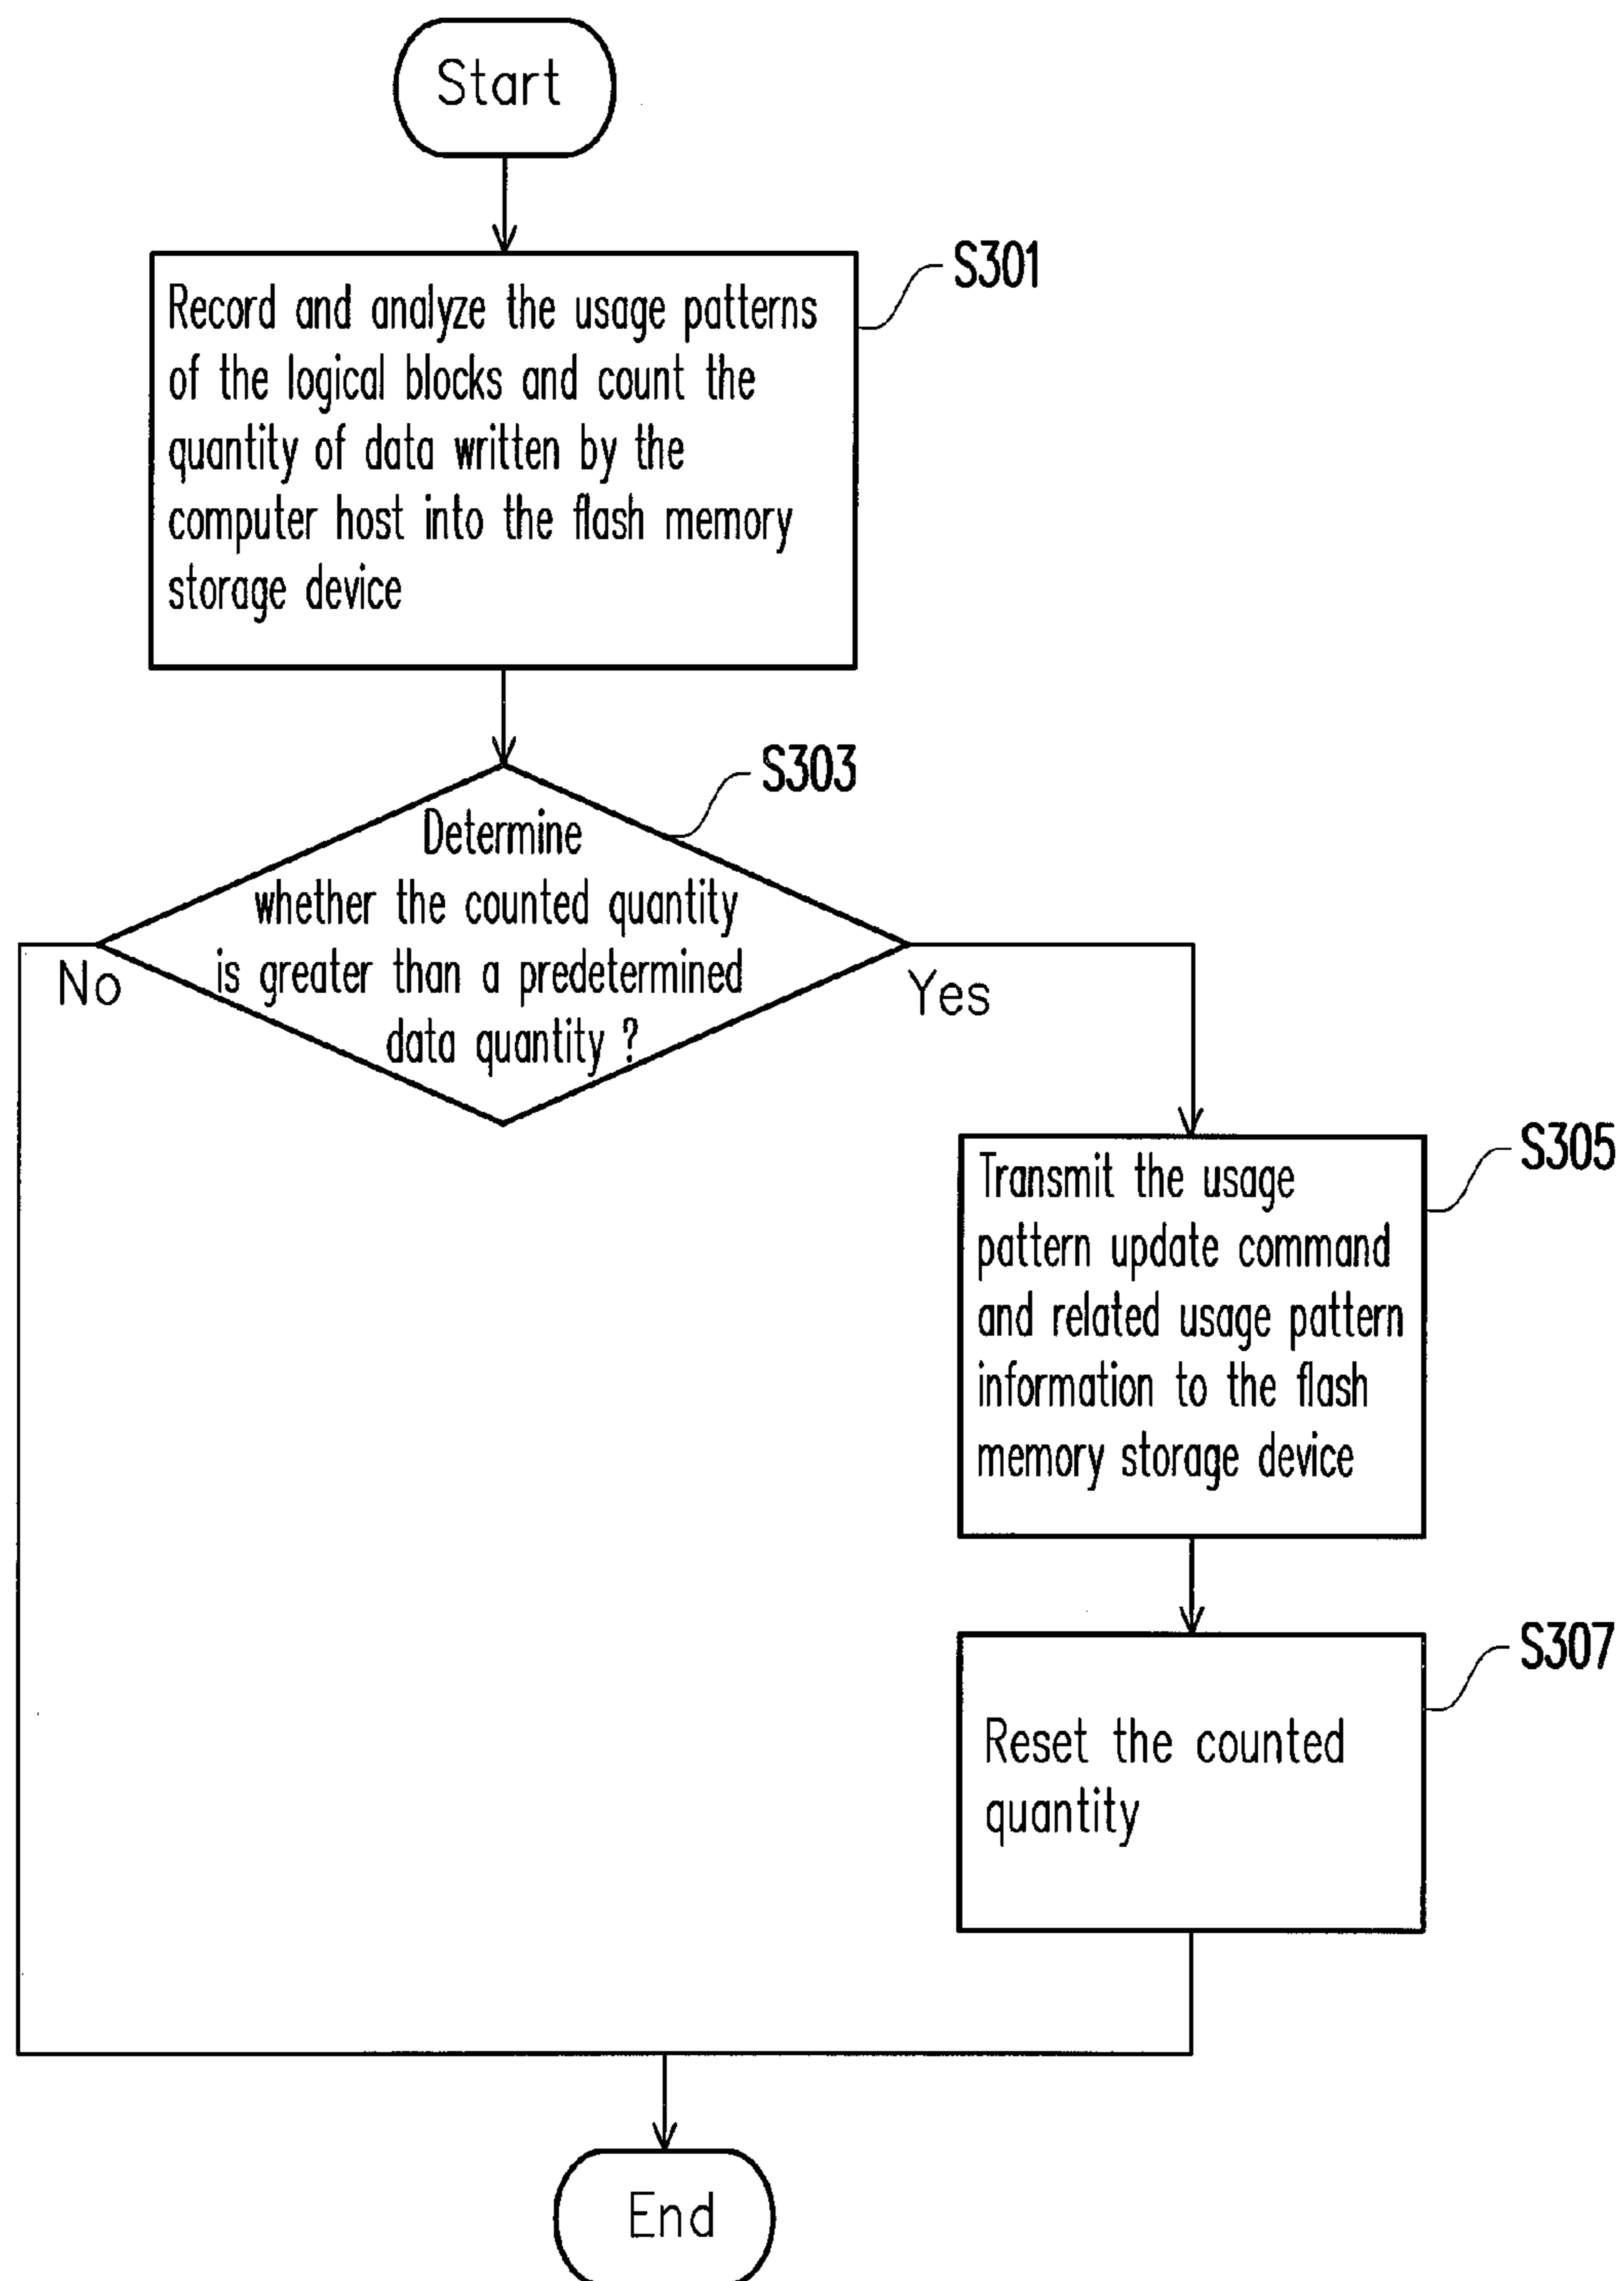 Start
S301
Record and analyze the usage patterns
of the logical blocks and count the
quantity of data written by the
computer host into the flash memory
storage device
S303
Determine
whether the counted quantity
is greater than a predetermined
data quantity ?
No
Yes
S305
Transmit the usage
pattern update command
and related usage pattern
information to the flash
memory storage device
S307
Reset the counted
quantity
End